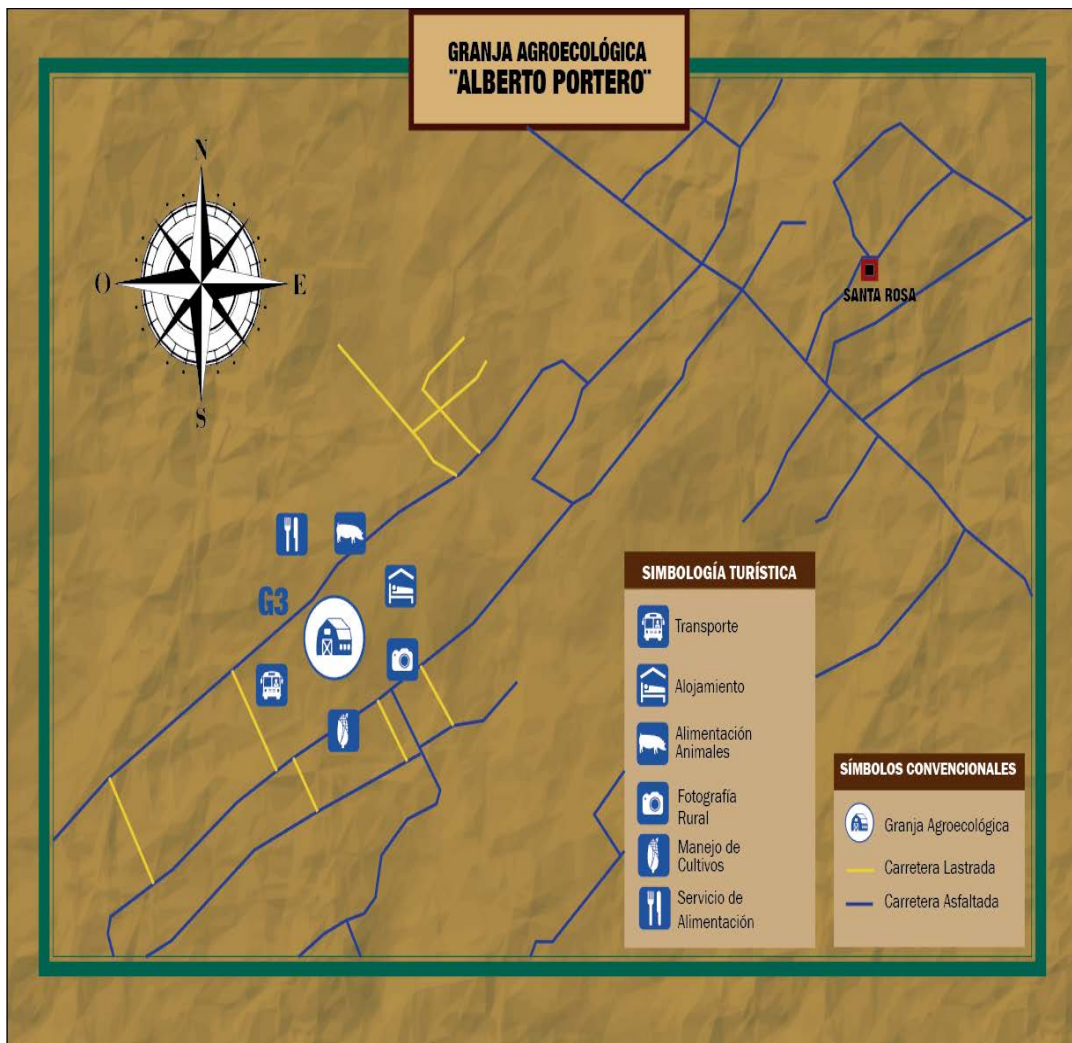 GRANJA AGROECOLÓGICA
¨ALBERTO PORTERO¨
N
O
E
S
SANTA ROSA
G3
SIMBOLOGÍA TURÍSTICA
Transporte
Alojamiento
Alimentación
Animales
Fotografía
Rural
Manejo de
Cultivos
Servicio de
Alimentación
SÍMBOLOS CONVENCIONALES
Granja Agroecológica
Carretera Lastrada
Carretera Asfaltada